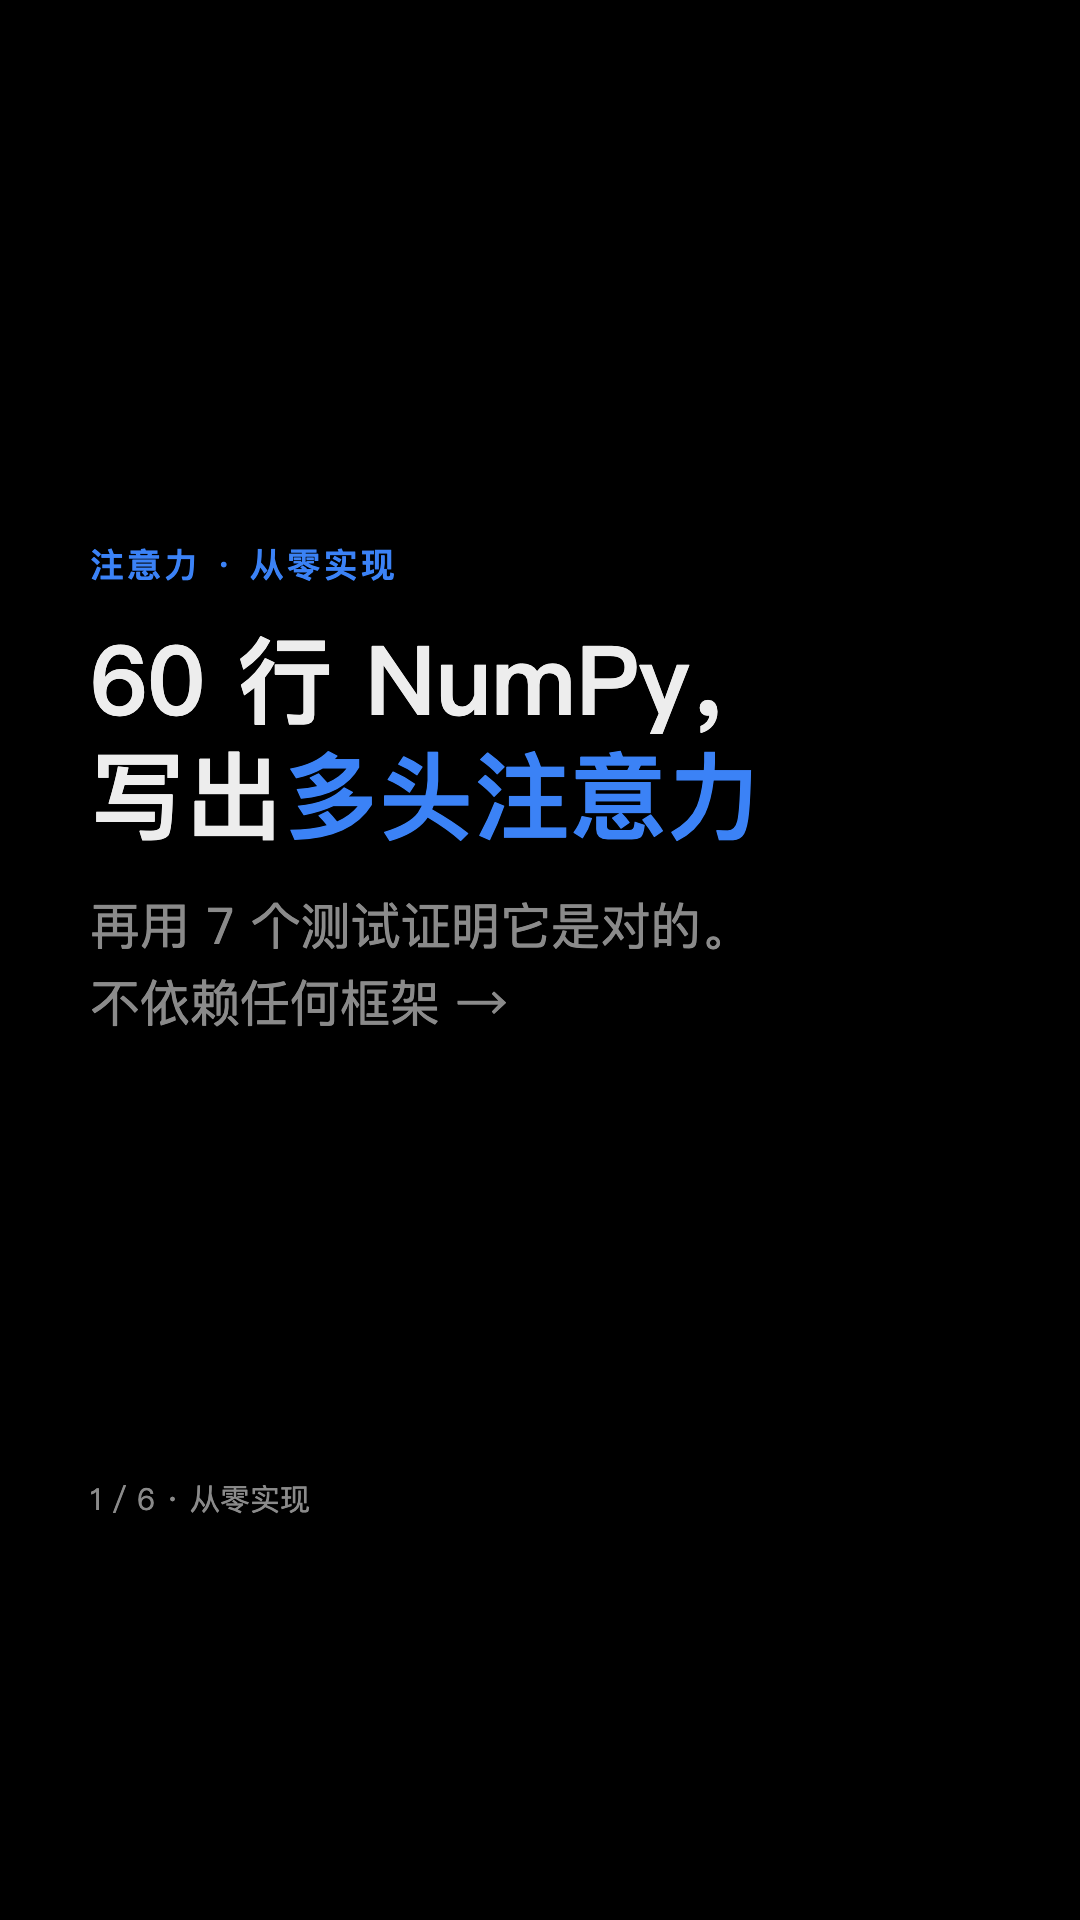 注意力 · 从零实现
60 行 NumPy，
写出多头注意力
再用 7 个测试证明它是对的。
不依赖任何框架 →
1 / 6 · 从零实现